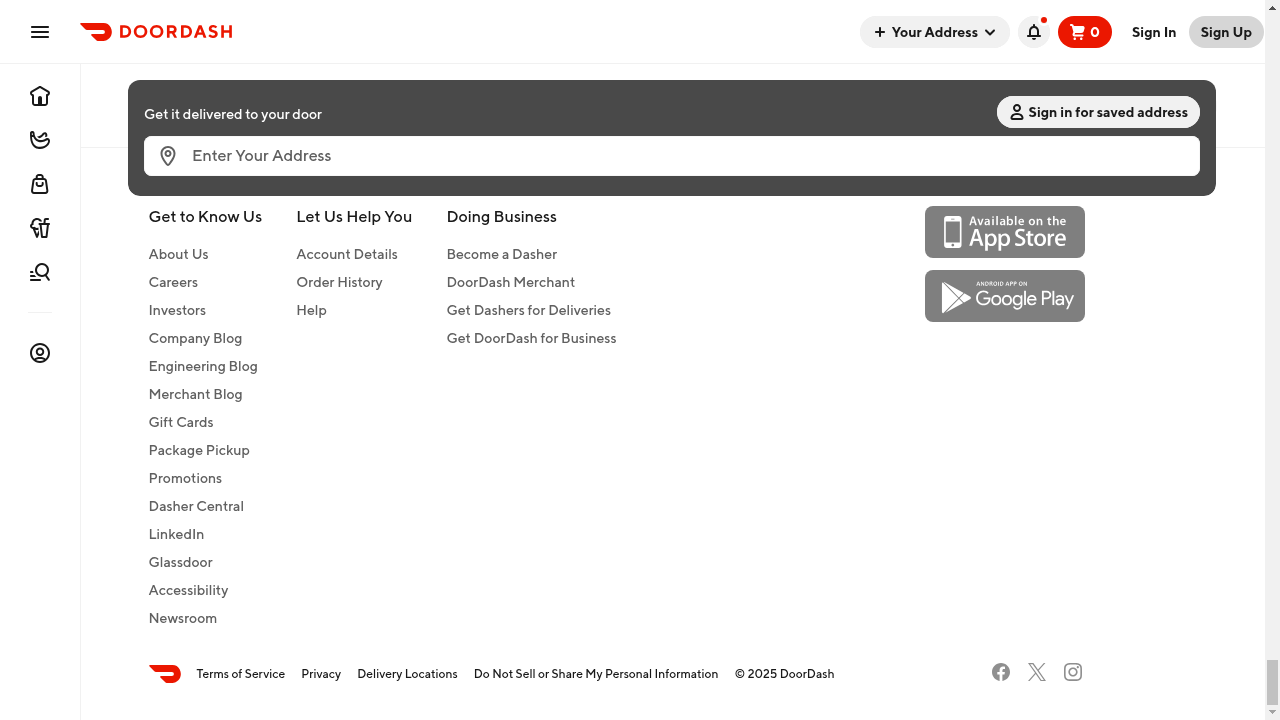 DOORDASH
Your Address
0
Sign In
Sign Up
Get it delivered to your door
Sign in for saved address
Enter Your Address
Get to Know Us
About Us
Careers
Investors
Company Blog
Engineering Blog
Merchant Blog
Gift Cards
Package Pickup
Promotions
Dasher Central
LinkedIn
Glassdoor
Accessibility
Newsroom
Let Us Help You
Account Details
Order History
Help
Doing Business
Become a Dasher
DoorDash Merchant
Get Dashers for Deliveries
Get DoorDash for Business
Available on the
App Store
ANDROID APP ON
Google Play
Terms of Service
Privacy
Delivery Locations
Do Not Sell or Share My Personal Information
© 2025 DoorDash